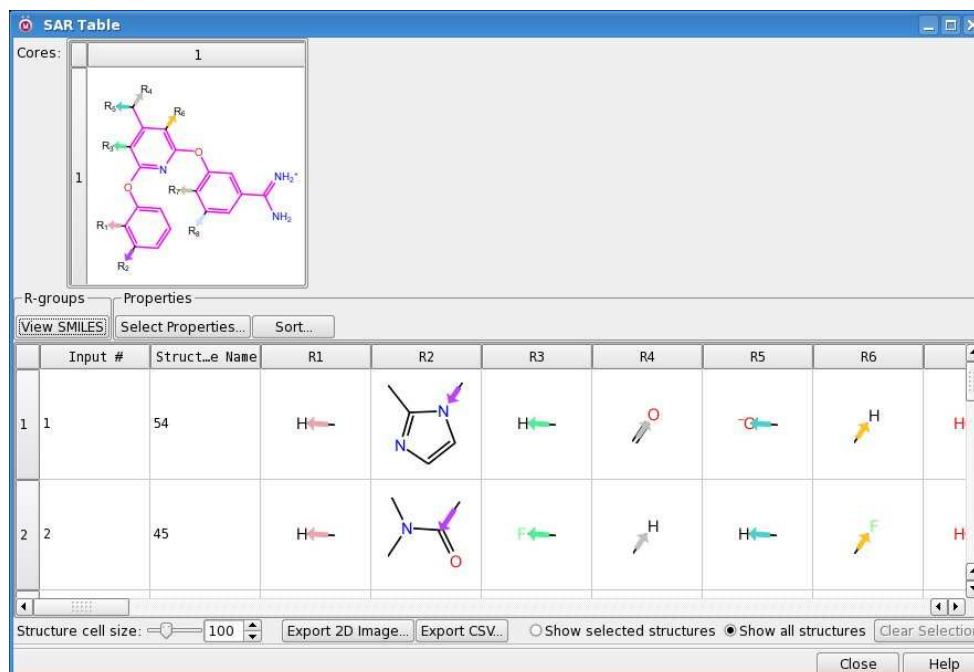 SAR Table
Cores:
1
1
R₄
R₅
R₆
R₃
N
O
O
NH₂⁺
R₇
NH₂
R₁
R₈
R₂
R-groups Properties
View SMILES Select Properties... Sort...
Input # Struct…e Name R1 R2 R3 R4 R5 R6
1 1 54 H N N H O ⁻O H H
2 2 45 H N O F H H F H
Structure cell size: 100 Export 2D Image... Export CSV... Show selected structures Show all structures Clear Selection
Close Help